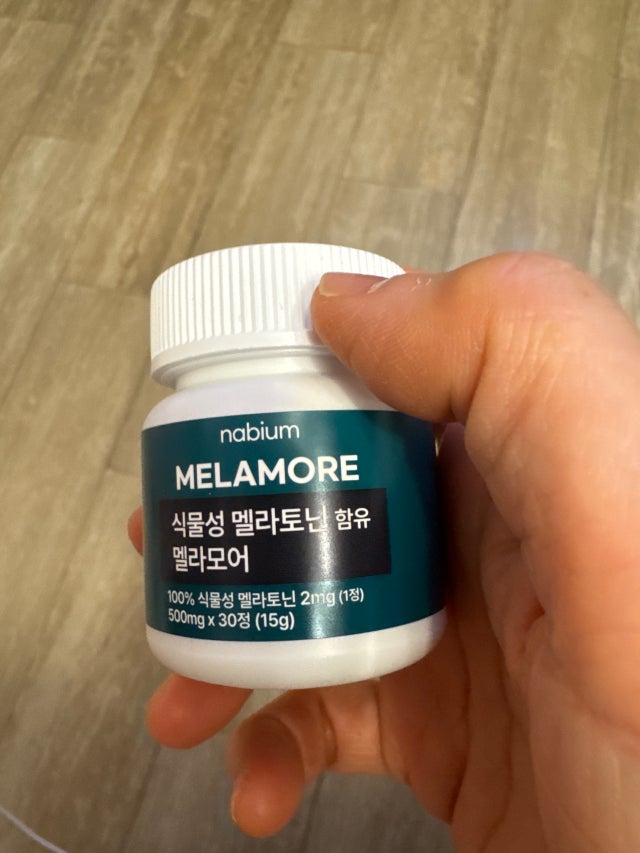 nabium
MELAMORE
식물성 멜라토닌 함유
멜라모어
100% 식물성 멜라토닌 2mg (1정)
500mg x 30정 (15g)